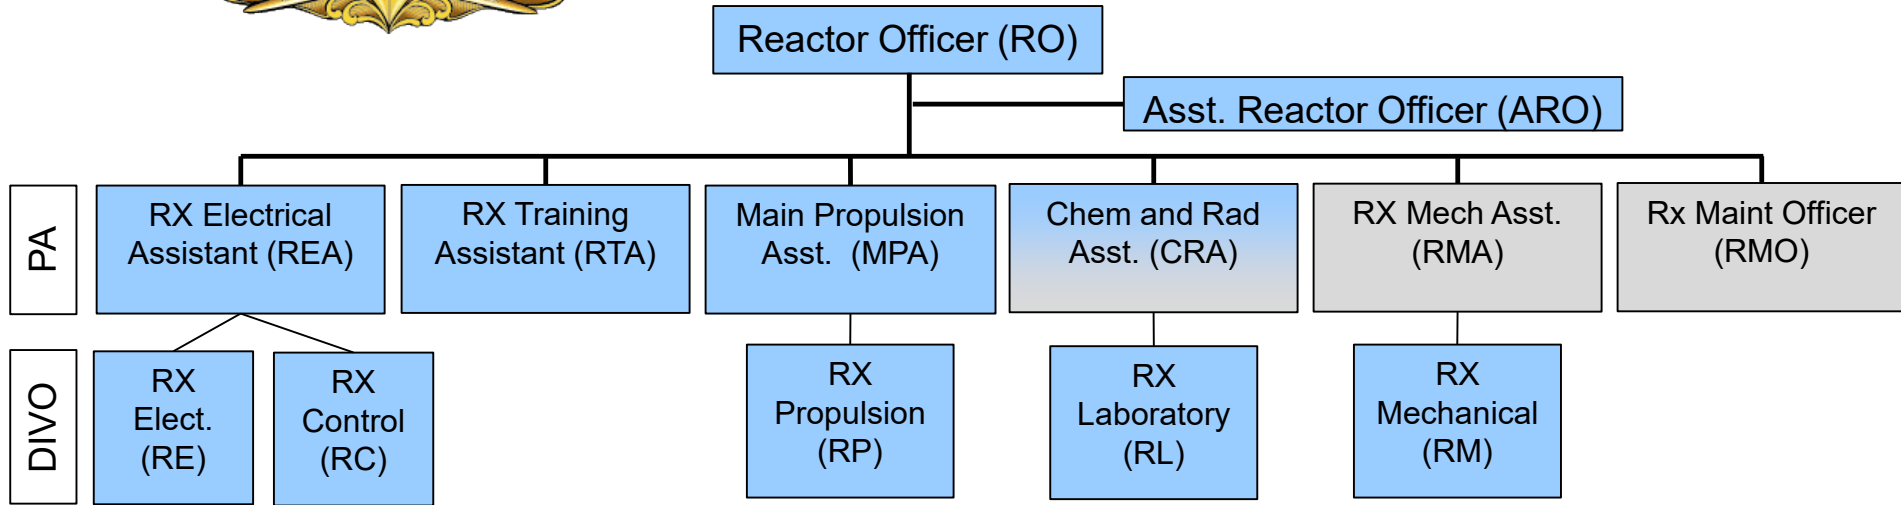 Reactor Officer (RO)
Asst. Reactor Officer (ARO)
PA
RX Electrical
Assistant (REA)
RX Training
Assistant (RTA)
Main Propulsion
Asst.  (MPA)
Chem and Rad
Asst. (CRA)
RX Mech Asst.
(RMA)
Rx Maint Officer
(RMO)
DIVO
RX
Elect.
(RE)
RX
Control
(RC)
RX
Propulsion
(RP)
RX
Laboratory
(RL)
RX
Mechanical
(RM)